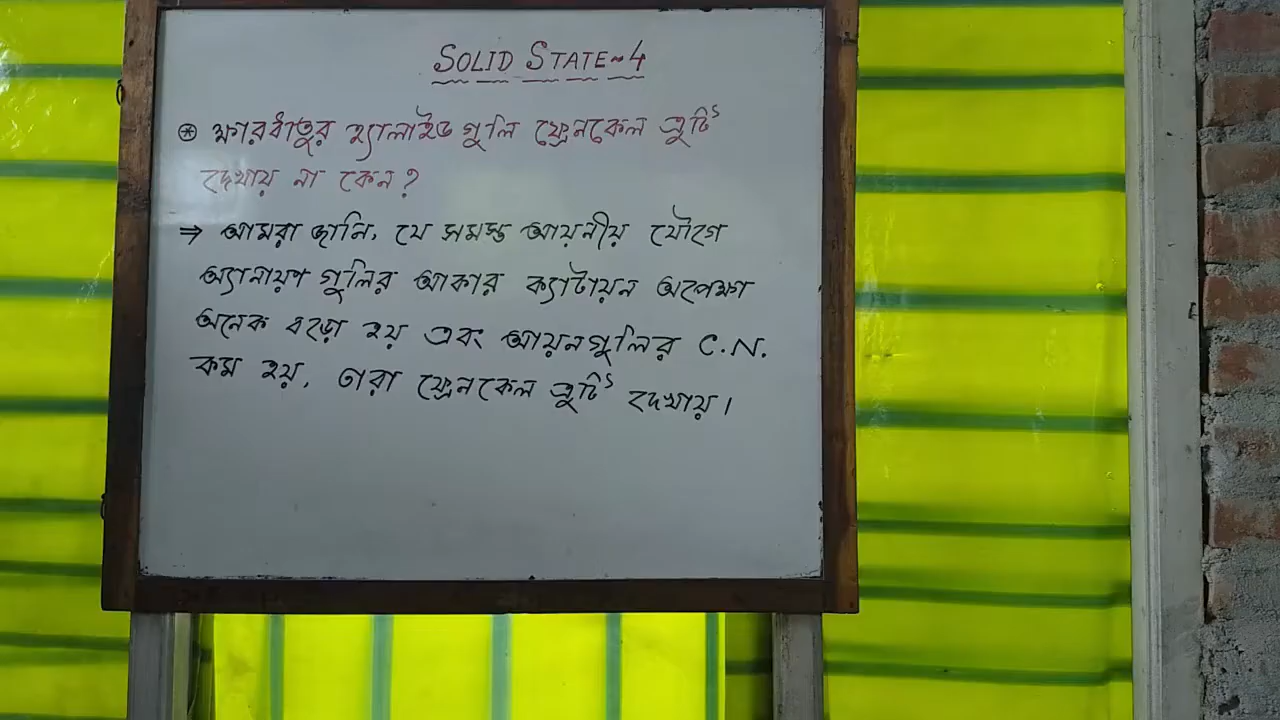 SOLID STATE-4
⊛ ক্ষারধাতুর হ্যালাইড গুলি ফ্রেনকেল ত্রুটি
দেখায় না কেন?
⇒ আমরা জানি, যে সমস্ত আয়নীয় যৌগে
অ্যানায়ণ গুলির আকার ক্যাটায়ন অপেক্ষা
অনেক বড়ো হয় এবং আয়নগুলির C.N.
কম হয়, তারা ফ্রেনকেল ত্রুটি দেখায়।